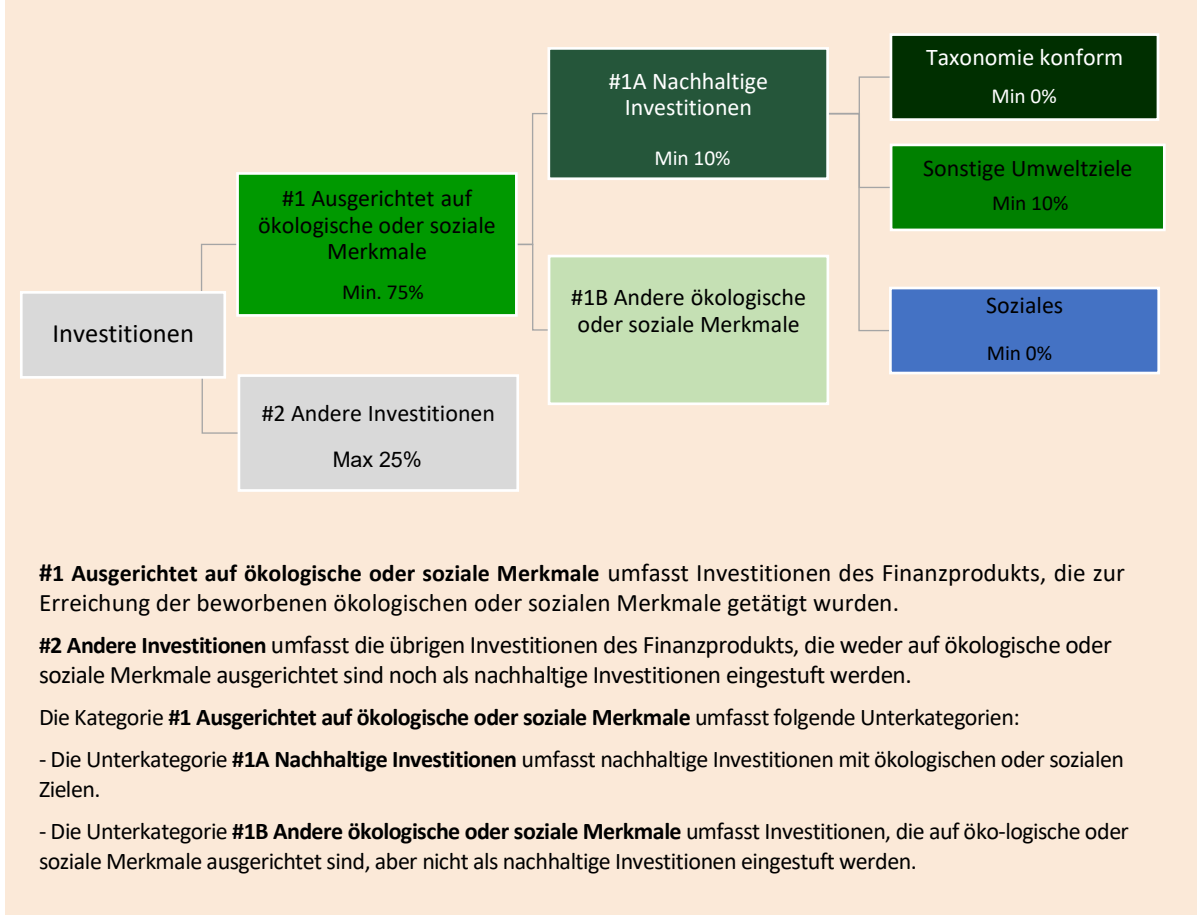 Taxonomie konform
Min 0%
#1A Nachhaltige
Investitionen
Min 10%
Sonstige Umweltziele
Min 10%
#1 Ausgerichtet auf
ökologische oder soziale
Merkmale
Min. 75%
#1B Andere ökologische
oder soziale Merkmale
Soziales
Min 0%
Investitionen
#2 Andere Investitionen
Max 25%
#1 Ausgerichtet auf ökologische oder soziale Merkmale umfasst Investitionen des Finanzprodukts, die zur
Erreichung der beworbenen ökologischen oder sozialen Merkmale getätigt wurden.
#2 Andere Investitionen umfasst die übrigen Investitionen des Finanzprodukts, die weder auf ökologische oder
soziale Merkmale ausgerichtet sind noch als nachhaltige Investitionen eingestuft werden.
Die Kategorie #1 Ausgerichtet auf ökologische oder soziale Merkmale umfasst folgende Unterkategorien:
- Die Unterkategorie #1A Nachhaltige Investitionen umfasst nachhaltige Investitionen mit ökologischen oder sozialen
Zielen.
- Die Unterkategorie #1B Andere ökologische oder soziale Merkmale umfasst Investitionen, die auf öko-logische oder
soziale Merkmale ausgerichtet sind, aber nicht als nachhaltige Investitionen eingestuft werden.